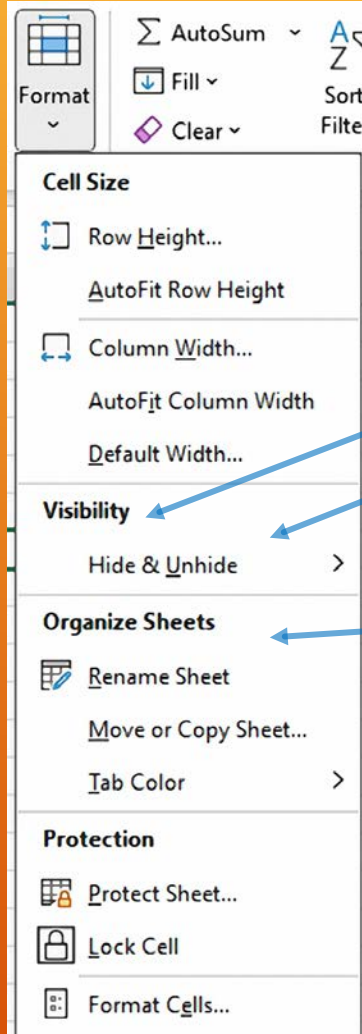 AutoSum
Format
Fill
Sort
Clear
Cell Size
Row Height...
AutoFit Row Height
Column Width...
AutoFit Column Width
Default Width...
Visibility
Hide & Unhide
Organize Sheets
Rename Sheet
Move or Copy Sheet...
Tab Color
Protection
Protect Sheet...
Lock Cell
Format Cells...